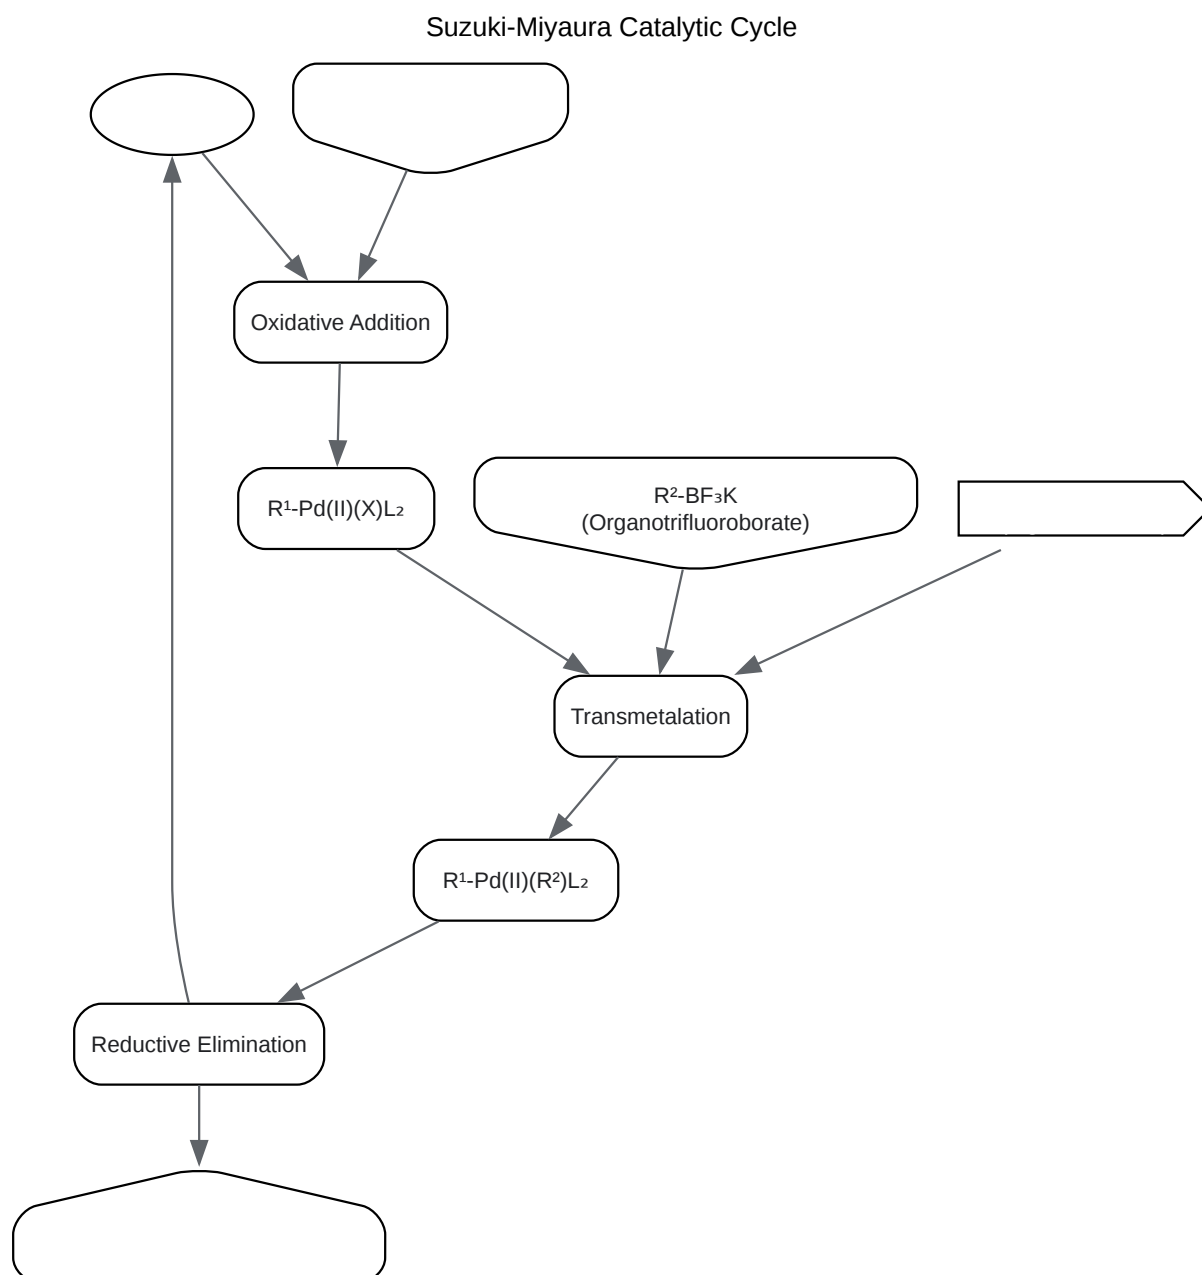 Suzuki-Miyaura Catalytic Cycle
Oxidative Addition
R¹-Pd(II)(X)L₂
R²-BF₃K
(Organotrifluoroborate)
Transmetalation
R¹-Pd(II)(R²)L₂
Reductive Elimination